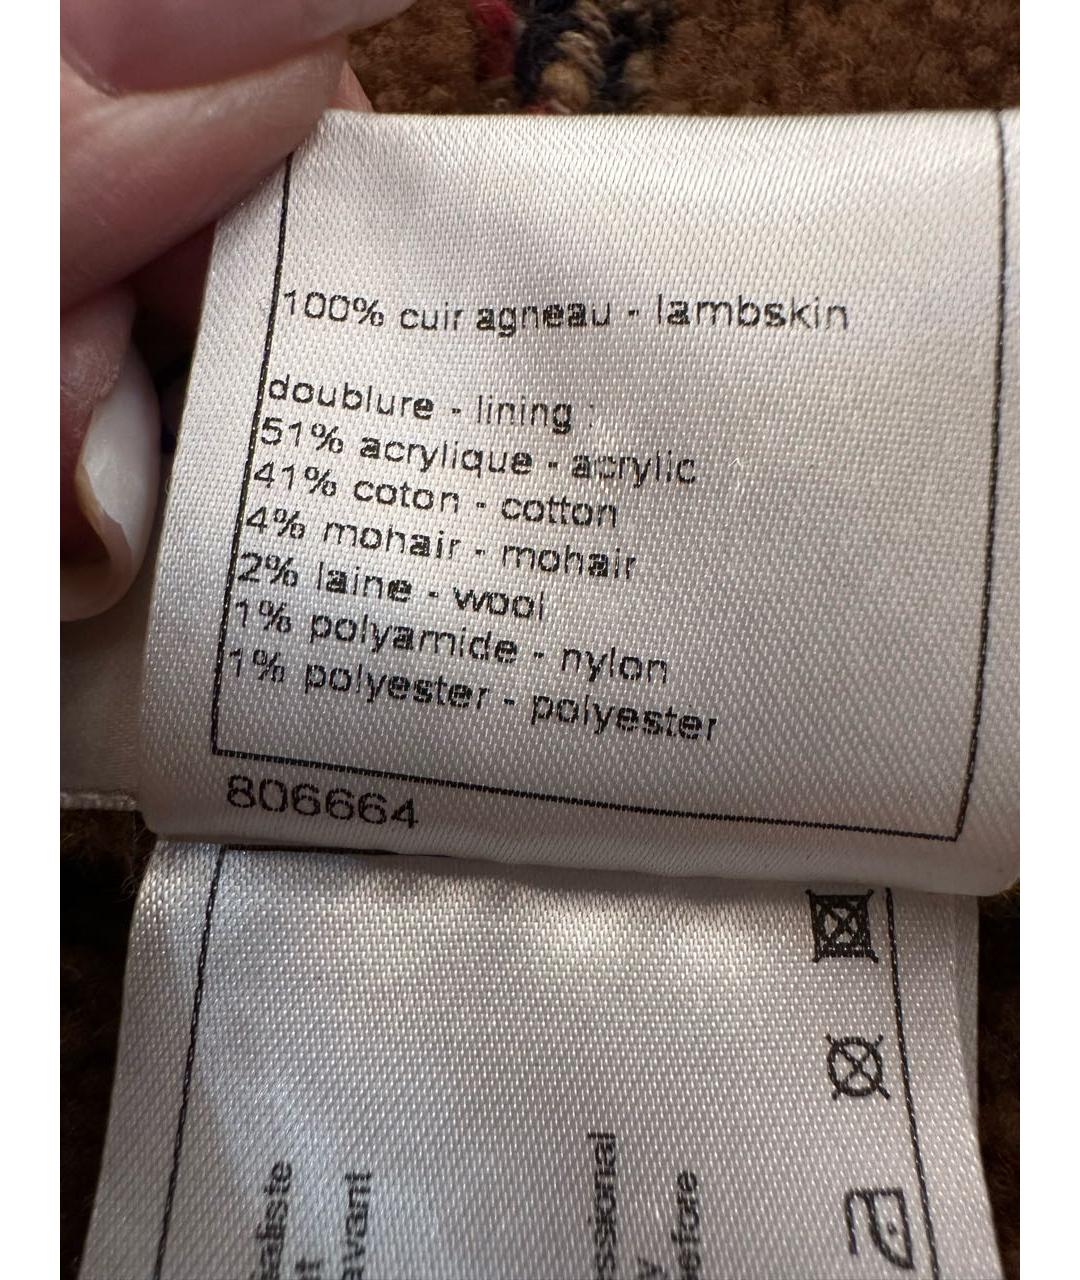 100% cuir agneau - lambskin
doublure - lining :
51% acrylique - acrylic
41% coton - cotton
4% mohair - mohair
2% laine - wool
1% polyamide - nylon
1% polyester - polyester
806664